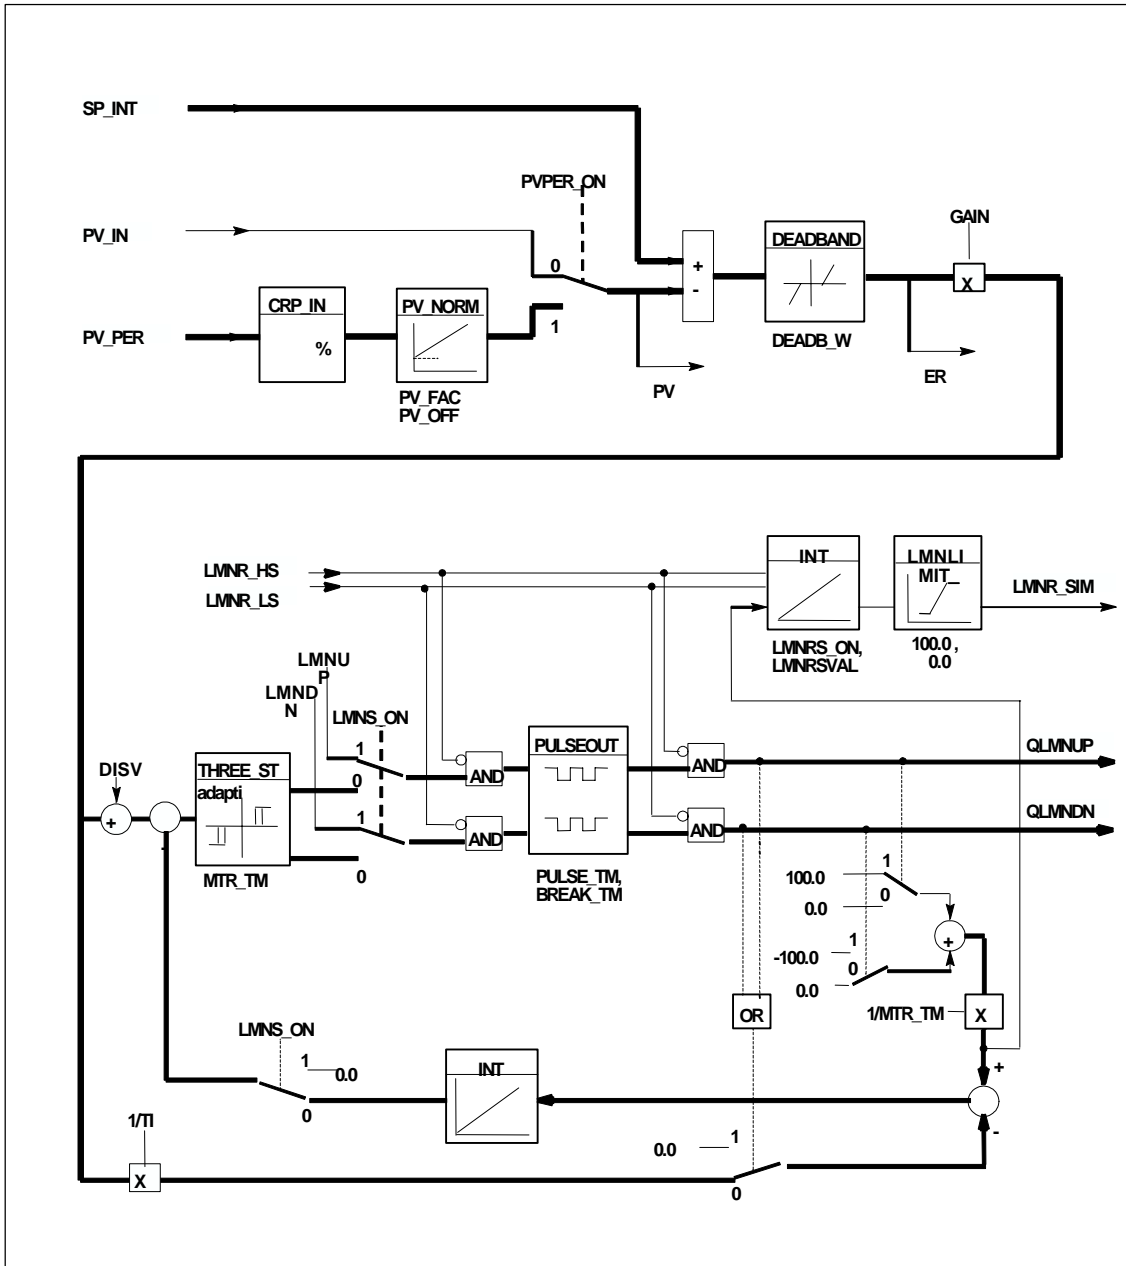 SP_INT
PVPER_ON
GAIN
PV_IN
DEADBAND
+
0
-
X
CRP_IN
PV_NORM
PV_PER
%
1
DEADB_W
ER
PV
PV_FAC
PV_OFF
INT
LMNLI
MIT_
LMNR_HS
LMNR_LS
LMNR_SIM
LMNRS_ON,
LMNRSVAL
100.0 ,
0.0
LMNU
P
LMND
N
LMNS_ON
PULSEOUT
QLMNUP
1
AND
AND
DISV
THREE_ST
adapti
0
1
+
AND
AND
QLMNDN
-
0
MTR_TM
PULSE_TM,
BREAK_TM
1
100.0
0
0.0
1
+
-100.0
0
0.0
OR
1/MTR_TM
X
LMNS_ON
1
0.0
INT
+
0
1/TI
-
0.0
1
X
0